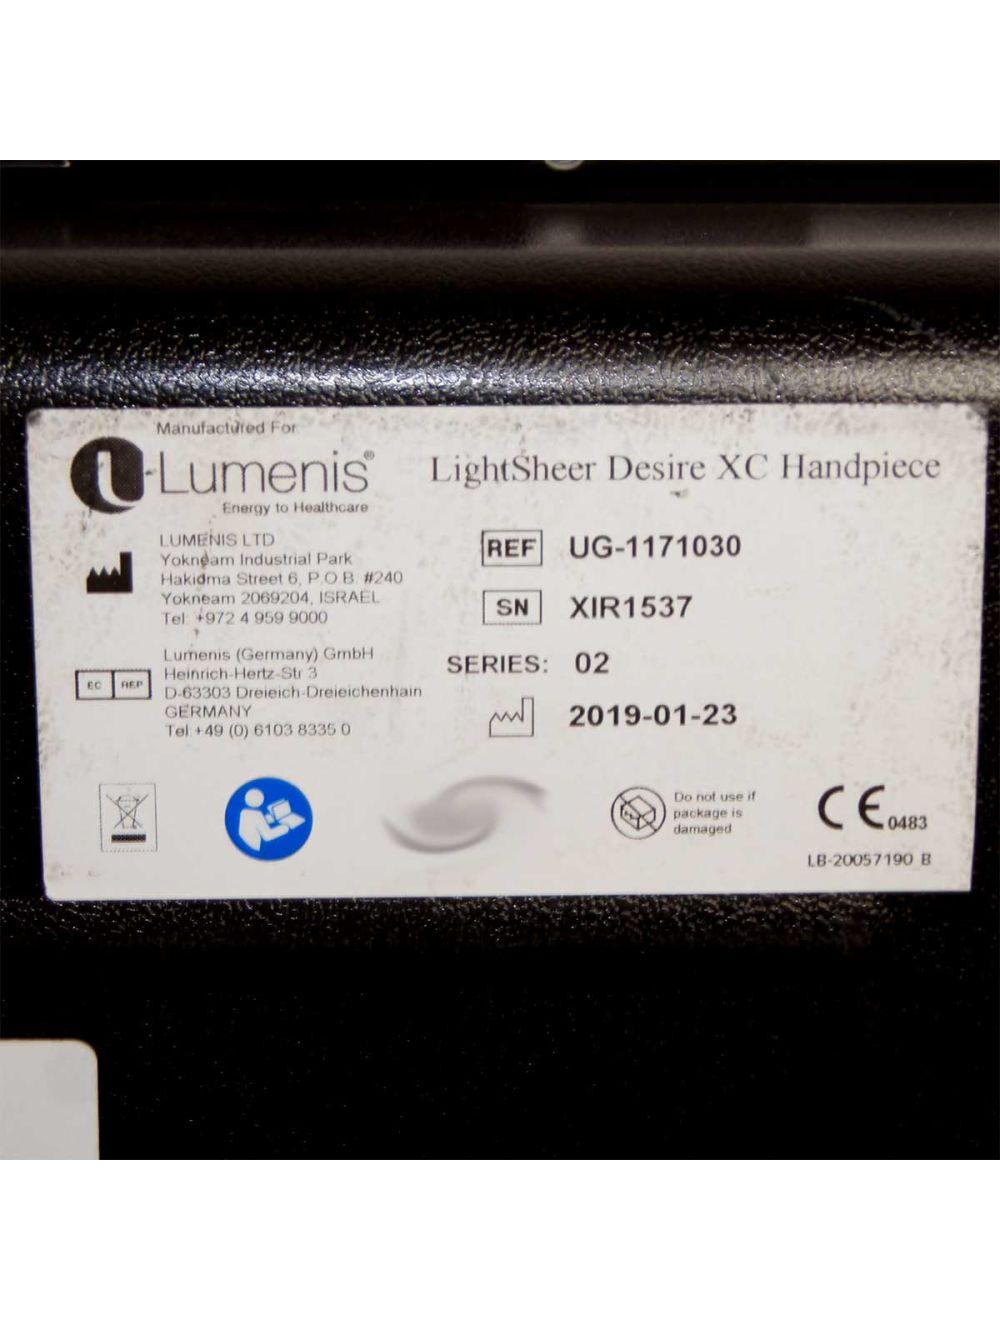 Manufactured For
Lumenis®
Energy to Healthcare
LightSheer Desire XC Handpiece
LUMENIS LTD
Yokneam Industrial Park
Hakidma Street 6, P.O.B. #240
Yokneam 2069204, ISRAEL
Tel: +972 4 959 9000
EC REP
Lumenis (Germany) GmbH
Heinrich-Hertz-Str 3
D-63303 Dreieich-Dreieichenhain
GERMANY
Tel +49 (0) 6103 8335 0
REF UG-1171030
SN XIR1537
SERIES: 02
2019-01-23
Do not use if
package is
damaged
CE 0483
LB-20057190 B